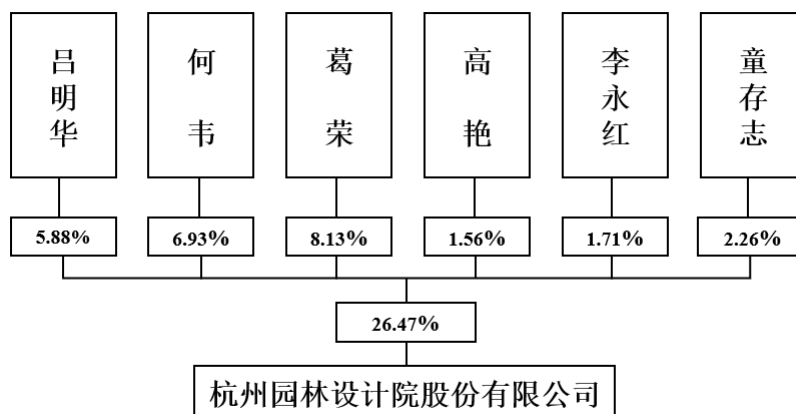 吕明华
何韦
葛荣
高艳
李永红
童存志
5.88%
6.93%
8.13%
1.56%
1.71%
2.26%
26.47%
杭州园林设计院股份有限公司